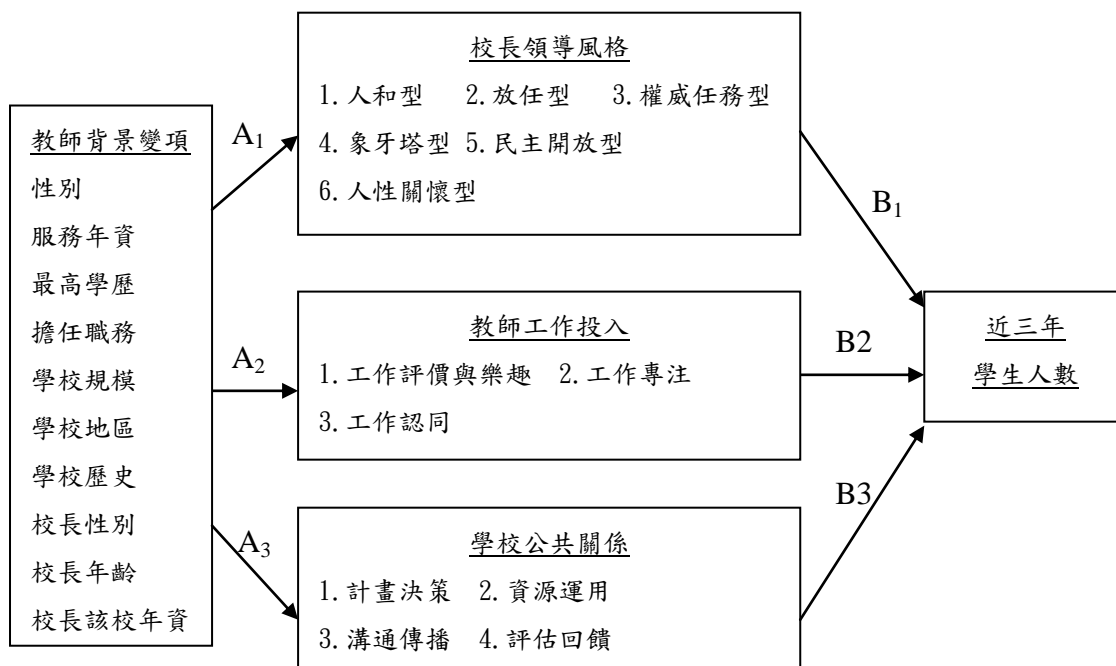 教師背景變項
性別
服務年資
最高學歷
擔任職務
學校規模
學校地區
學校歷史
校長性別
校長年齡
校長該校年資
A₁
A₂
A₃
校長領導風格
1.人和型 2.放任型 3.權威任務型
4.象牙塔型 5.民主開放型
6.人性關懷型
教師工作投入
1.工作評價與樂趣 2.工作專注
3.工作認同
學校公共關係
1.計畫決策 2.資源運用
3.溝通傳播 4.評估回饋
B₁
B2
B3
近三年
學生人數